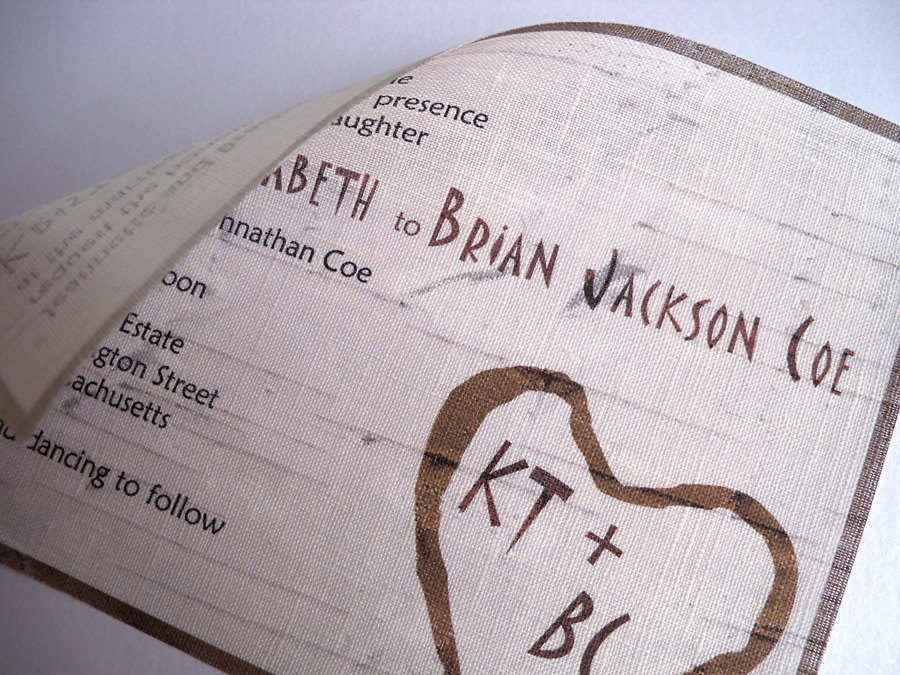 presence
aughter
ABETH to BRIAN JACKSON COE
nnathan Coe
oon
Estate
gton Street
achusetts
dancing to follow
KT +
BC